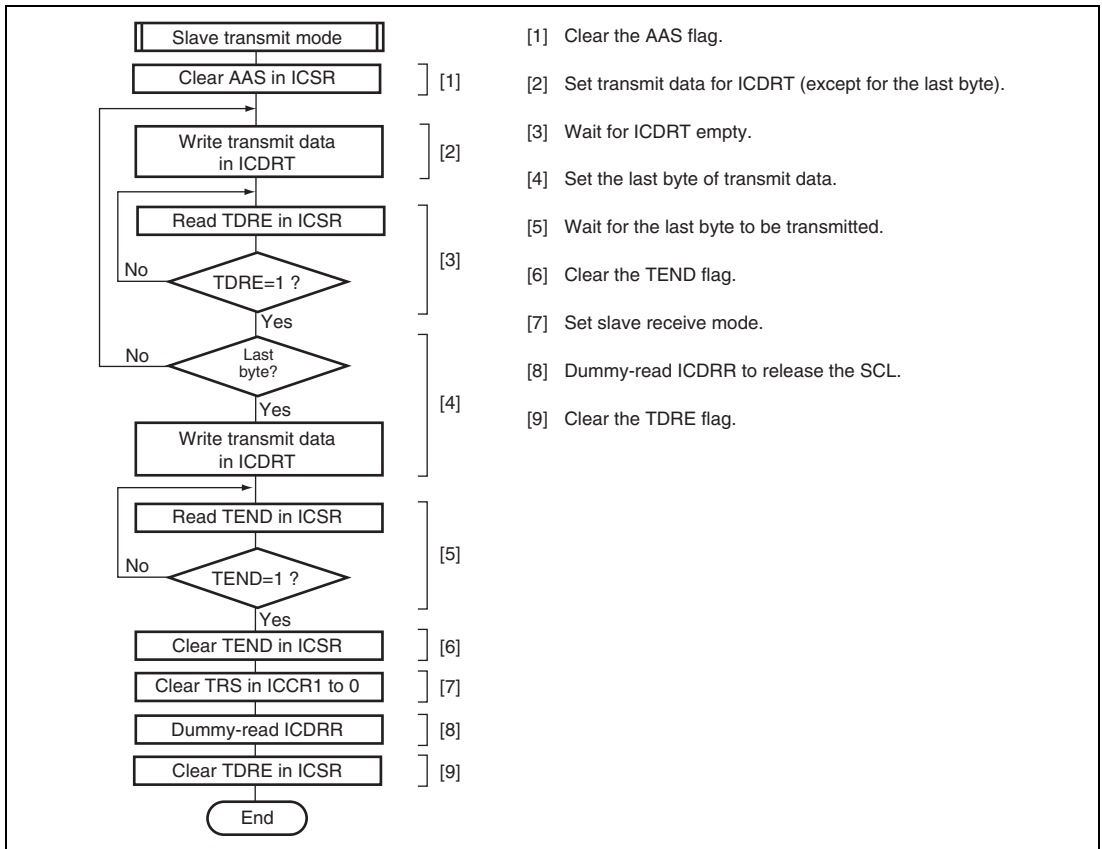 Slave transmit mode
Clear AAS in ICSR
[1]
Write transmit data
in ICDRT
[2]
Read TDRE in ICSR
No
TDRE=1 ?
[3]
Yes
No
Last
byte?
Yes
[4]
Write transmit data
in ICDRT
Read TEND in ICSR
No
TEND=1 ?
[5]
Yes
Clear TEND in ICSR
[6]
Clear TRS in ICCR1 to 0
[7]
Dummy-read ICDRR
[8]
Clear TDRE in ICSR
[9]
End
[1] Clear the AAS flag.
[2] Set transmit data for ICDRT (except for the last byte).
[3] Wait for ICDRT empty.
[4] Set the last byte of transmit data.
[5] Wait for the last byte to be transmitted.
[6] Clear the TEND flag.
[7] Set slave receive mode.
[8] Dummy-read ICDRR to release the SCL.
[9] Clear the TDRE flag.